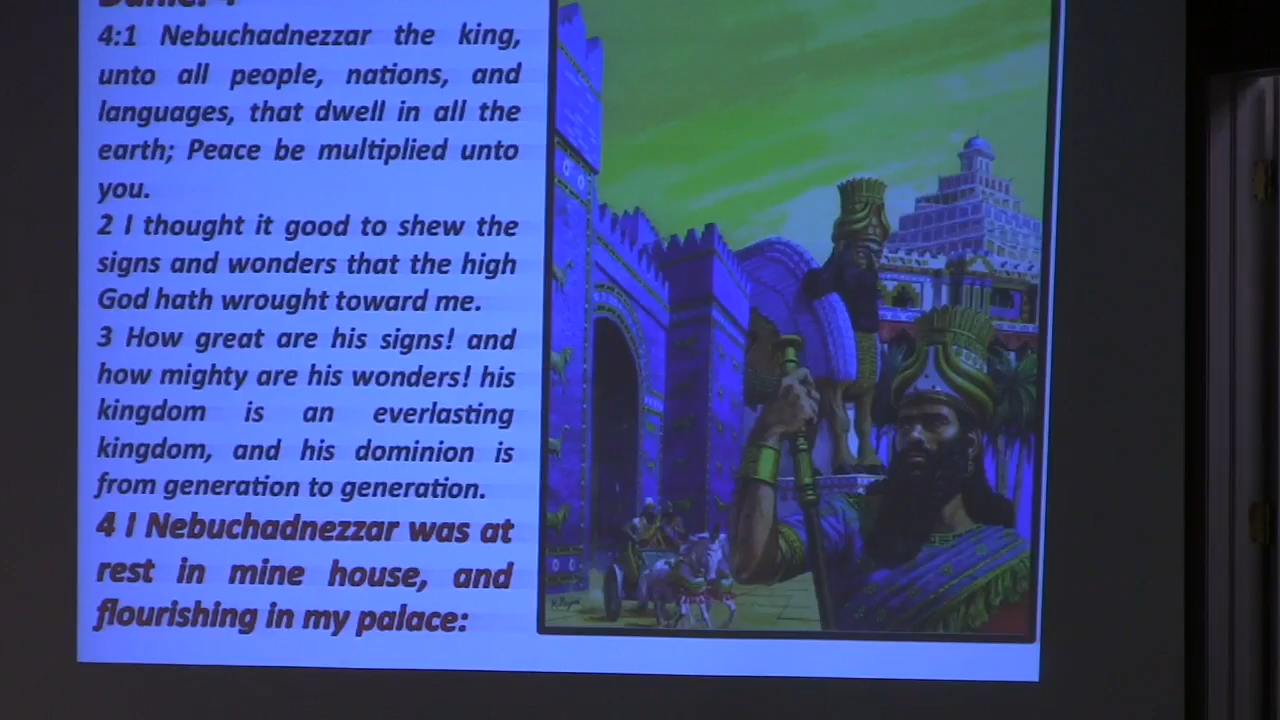 Daniel 4
4:1 Nebuchadnezzar the king,
unto all people, nations, and
languages, that dwell in all the
earth; Peace be multiplied unto
you.
2 I thought it good to shew the
signs and wonders that the high
God hath wrought toward me.
3 How great are his signs! and
how mighty are his wonders! his
kingdom is an everlasting
kingdom, and his dominion is
from generation to generation.
4 I Nebuchadnezzar was at
rest in mine house, and
flourishing in my palace: